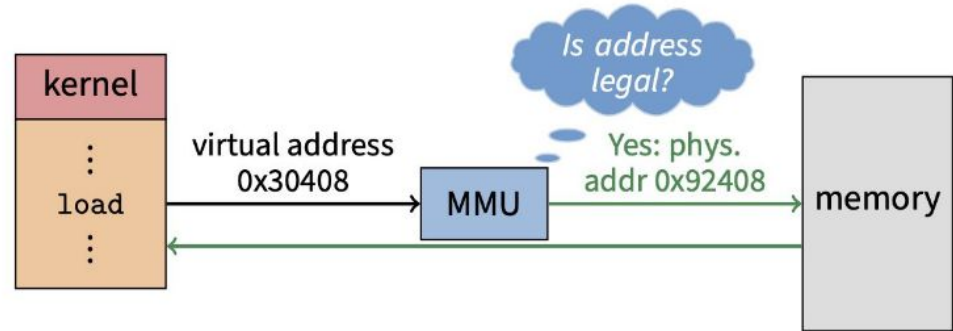 kernel
⋮
load
⋮
virtual address
0x30408
MMU
Is address
legal?
Yes: phys.
addr 0x92408
memory